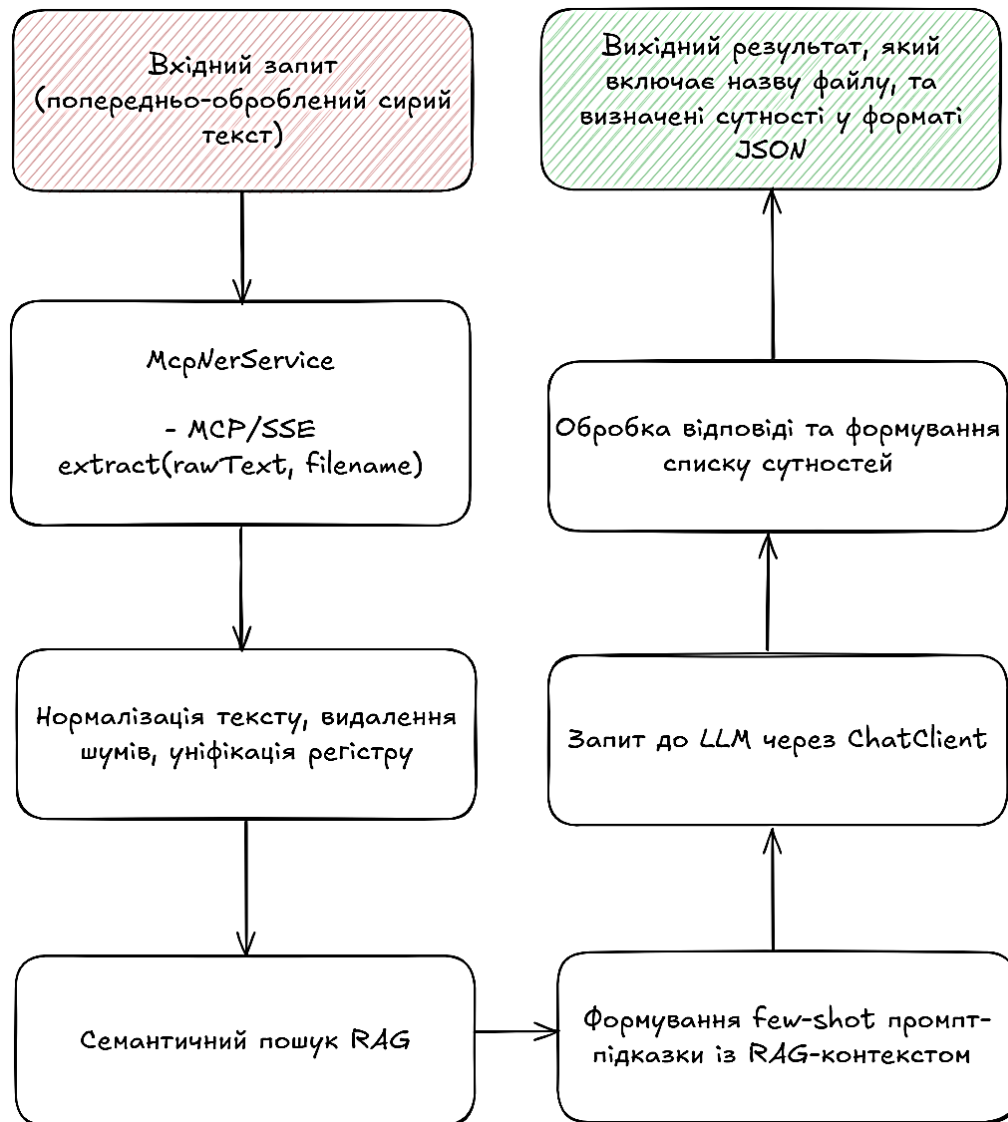 Вхідний запит
(попередньо-оброблений сирий
текст)
McpNerService
- MCP/SSE
extract(rawText, filename)
Нормалізація тексту, видалення
шумів, уніфікація регістру
Семантичний пошук RAG
Формування few-shot промпт-
підказки із RAG-контекстом
Запит до LLM через ChatClient
Обробка відповіді та формування
списку сутностей
Вихідний результат, який
включає назву файлу, та
визначені сутності у форматі
JSON